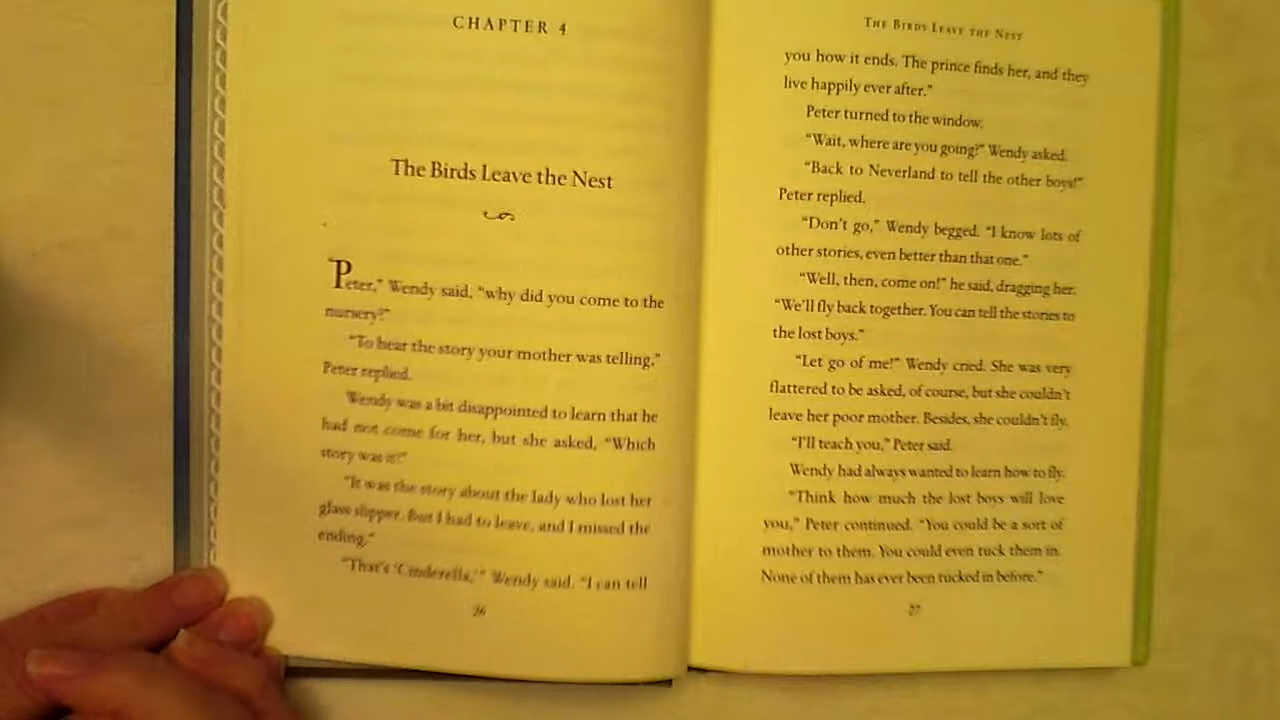 CHAPTER 4
The Birds Leave the Nest
"Peter," Wendy said, "why did you come to the
nursery?"
"To hear the story your mother was telling,"
Peter replied.
Wendy was a bit disappointed to learn that he
had not come for her, but she asked, "Which
story was it?"
"It was the story about the lady who lost her
glass slipper. But I had to leave, and I missed the
ending."
"That's 'Cinderella,'" Wendy said. "I can tell
26
The Birds Leave the Nest
you how it ends. The prince finds her, and they
live happily ever after."
Peter turned to the window.
"Wait, where are you going?" Wendy asked.
"Back to Neverland to tell the other boys!"
Peter replied.
"Don't go," Wendy begged. "I know lots of
other stories, even better than that one."
"Well, then, come on!" he said, dragging her.
"We'll fly back together. You can tell the stories to
the lost boys."
"Let go of me!" Wendy cried. She was very
flattered to be asked, of course, but she couldn't
leave her poor mother. Besides, she couldn't fly.
"I'll teach you," Peter said.
Wendy had always wanted to learn how to fly.
"Think how much the lost boys will love
you," Peter continued. "You could be a sort of
mother to them. You could even tuck them in.
None of them has ever been tucked in before."
27